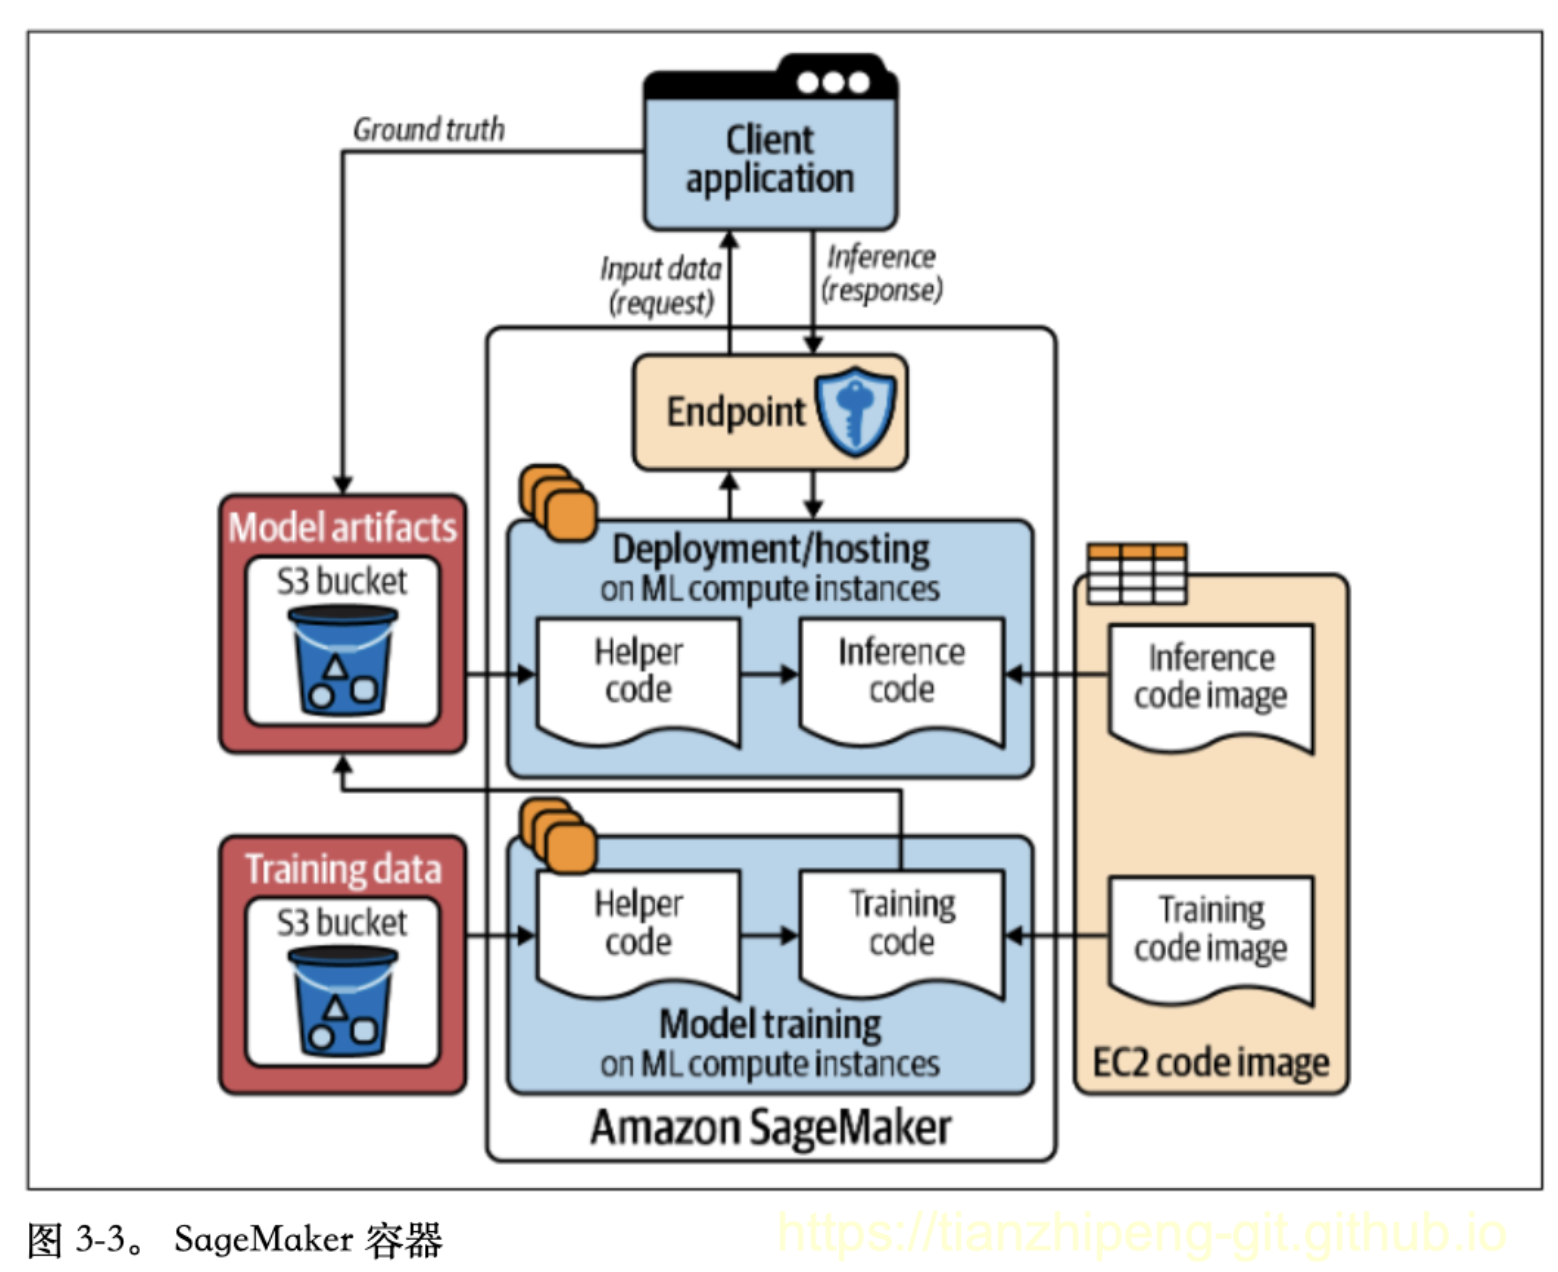 Ground truth
Client
application
Input data
(request)
Inference
(response)
Endpoint
Model artifacts
S3 bucket
Deployment/hosting
on ML compute instances
Helper
code
Inference
code
Inference
code image
Training data
S3 bucket
Helper
code
Training
code
Training
code image
Model training
on ML compute instances
EC2 code image
Amazon SageMaker
图 3-3。 SageMaker 容器
https://tianzhipeng-git.github.io